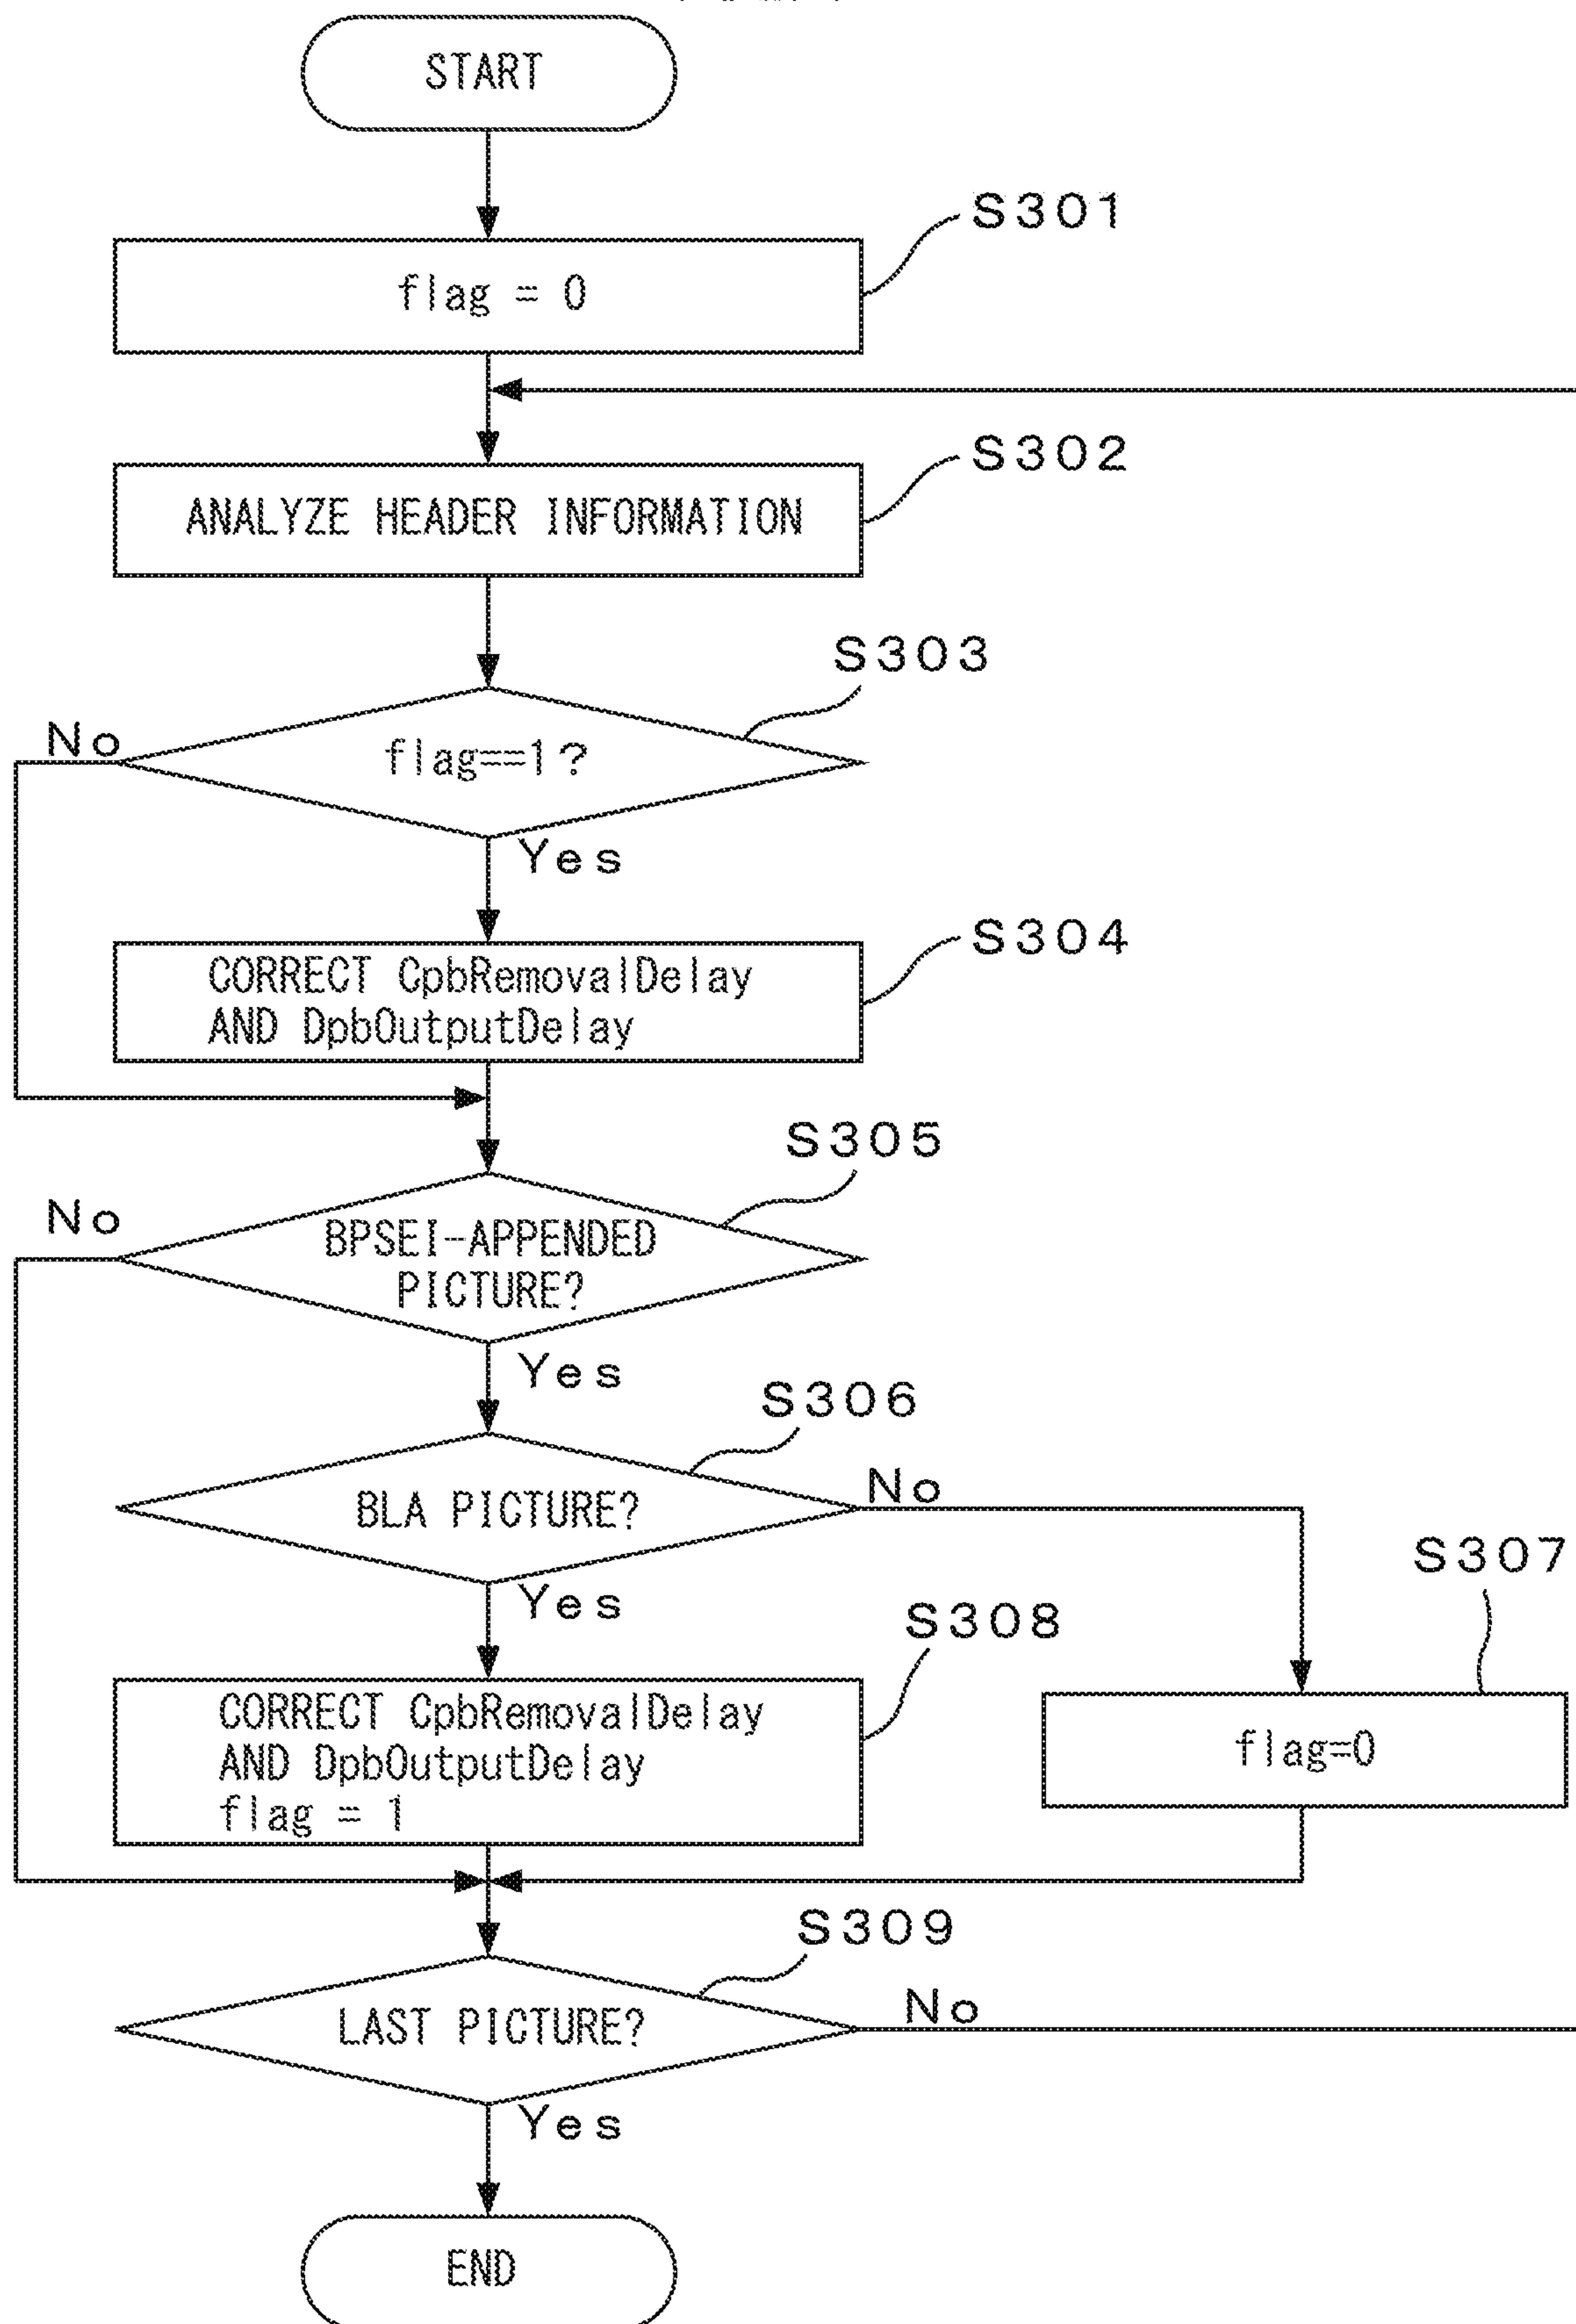 START
S301
flag = 0
S302
ANALYZE HEADER INFORMATION
S303
No
flag==1?
Yes
S304
CORRECT CpbRemovalDelay
AND DpbOutputDelay
S305
No
BPSEI-APPENDED
PICTURE?
Yes
S306
BLA PICTURE?
No
S307
Yes
S308
CORRECT CpbRemovalDelay
AND DpbOutputDelay
flag = 1
flag=0
S309
LAST PICTURE?
No
Yes
END